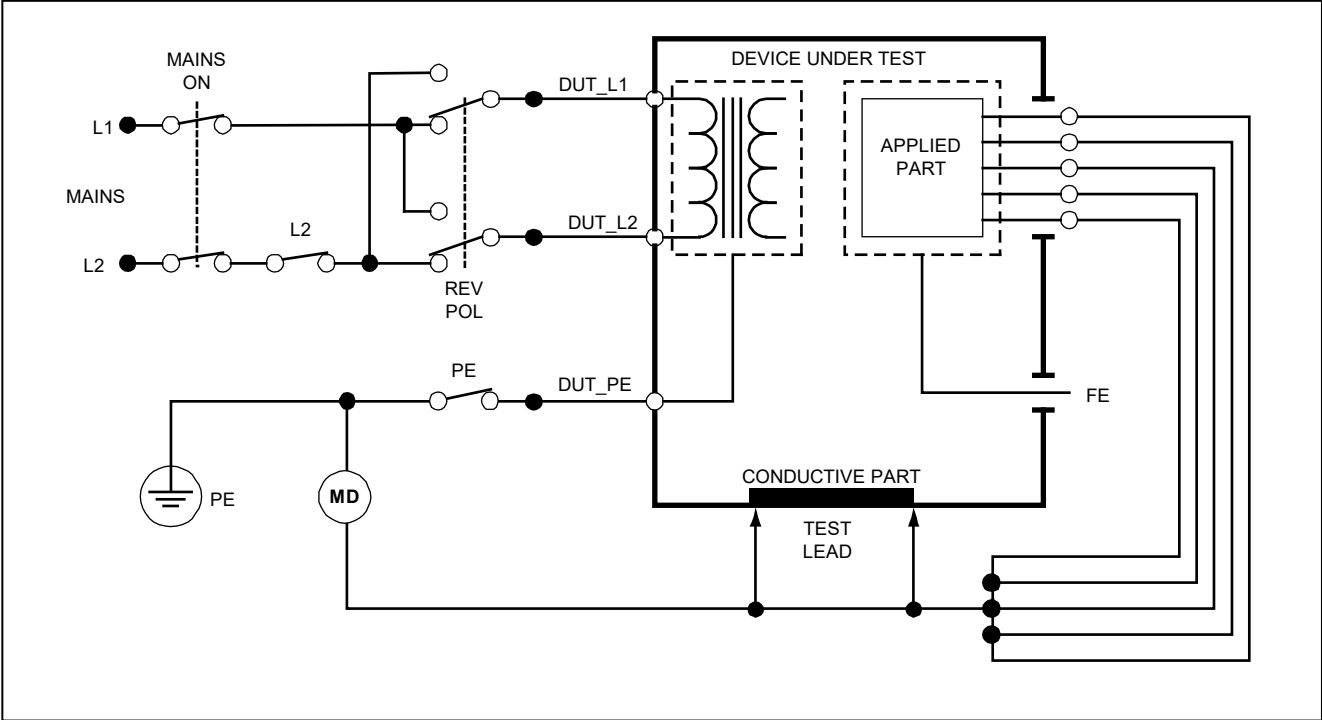 MAINS
ON
DEVICE UNDER TEST
DUT_L1
L1
APPLIED
PART
MAINS
L2
DUT_L2
L2
REV
POL
PE
DUT_PE
FE
CONDUCTIVE PART
PE
MD
TEST
LEAD